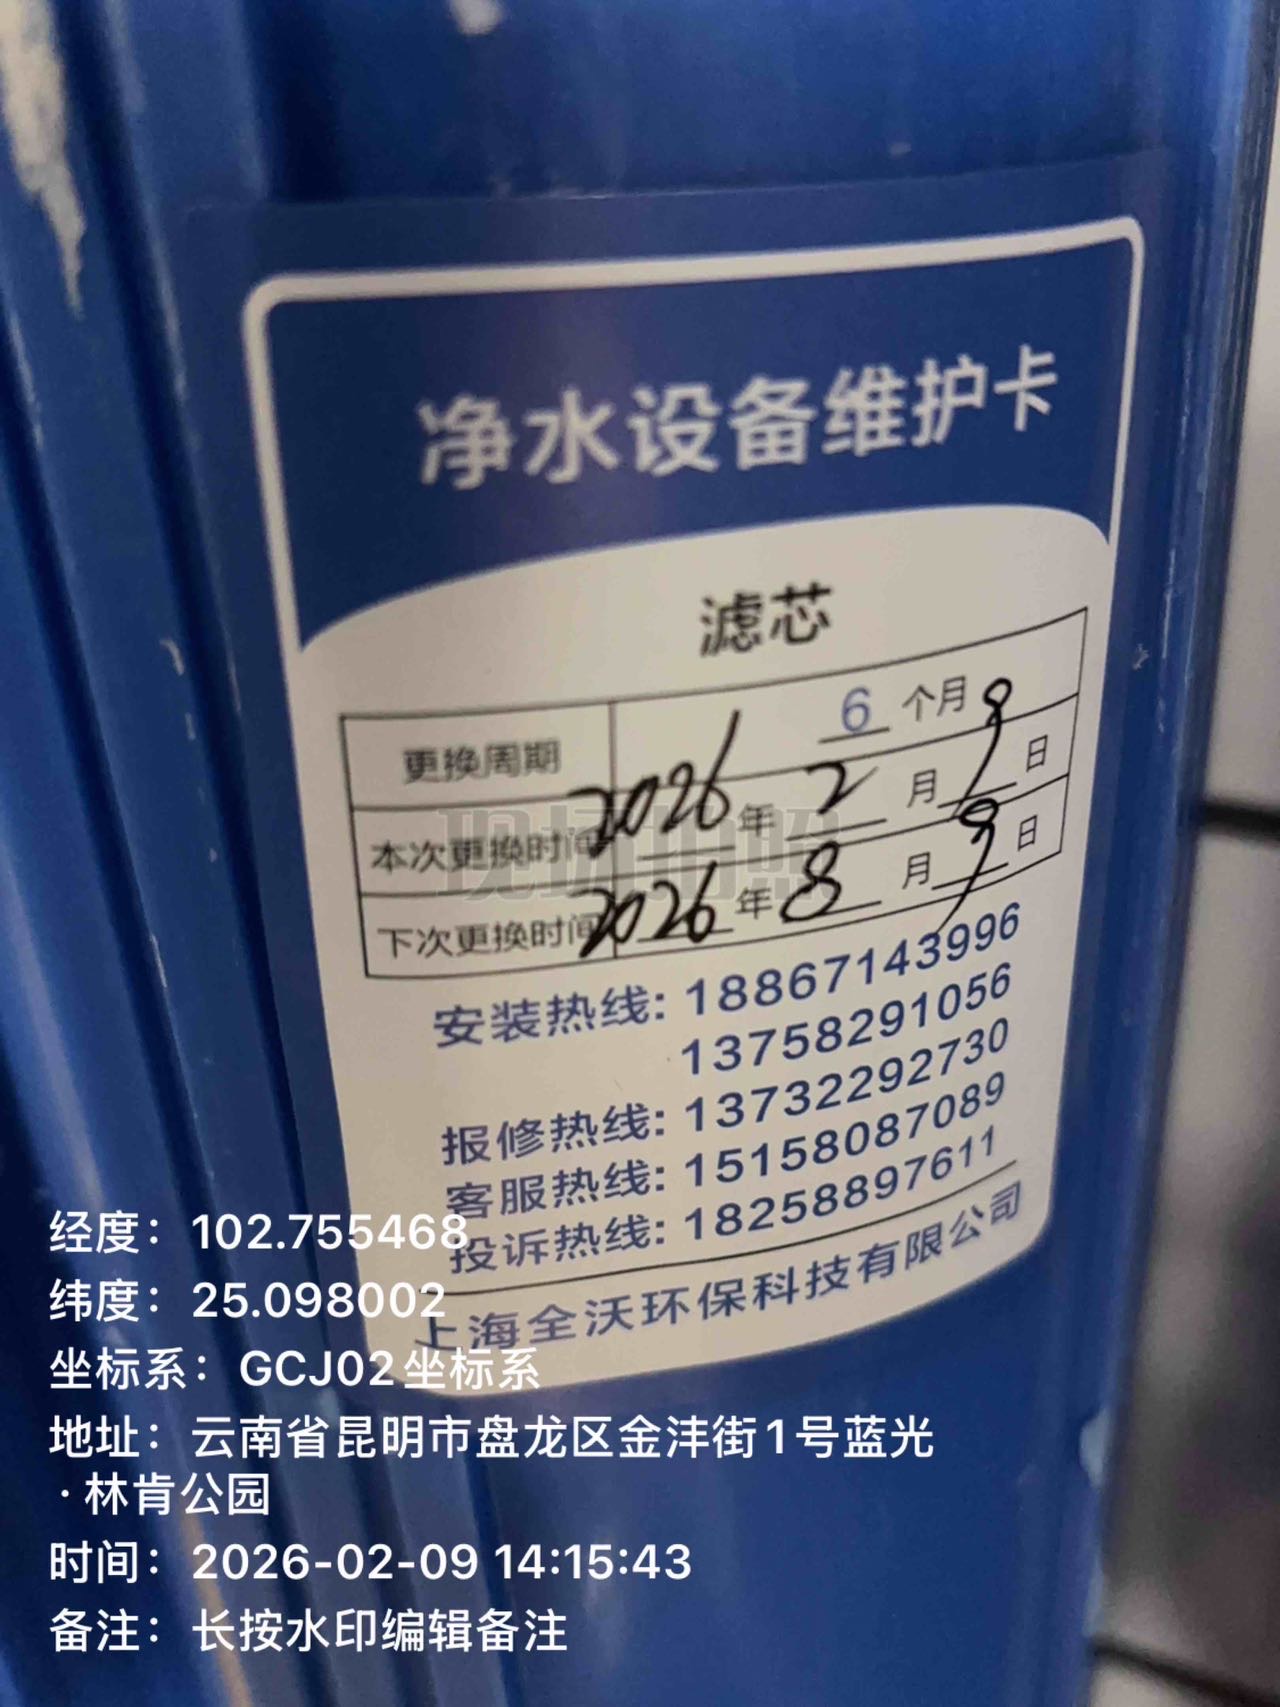 净水设备维护卡
滤芯
更换周期 6 个月
本次更换时间 2026 年 2 月 9 日
下次更换时间 2026 年 8 月 9 日
现场拍照
安装热线: 18867143996
13758291056
报修热线: 13732292730
客服热线: 15158087089
投诉热线: 18258897611
上海全沃环保科技有限公司
经度: 102.755468
纬度: 25.098002
坐标系: GCJ02坐标系
地址: 云南省昆明市盘龙区金沣街1号蓝光
·林肯公园
时间: 2026-02-09 14:15:43
备注: 长按水印编辑备注